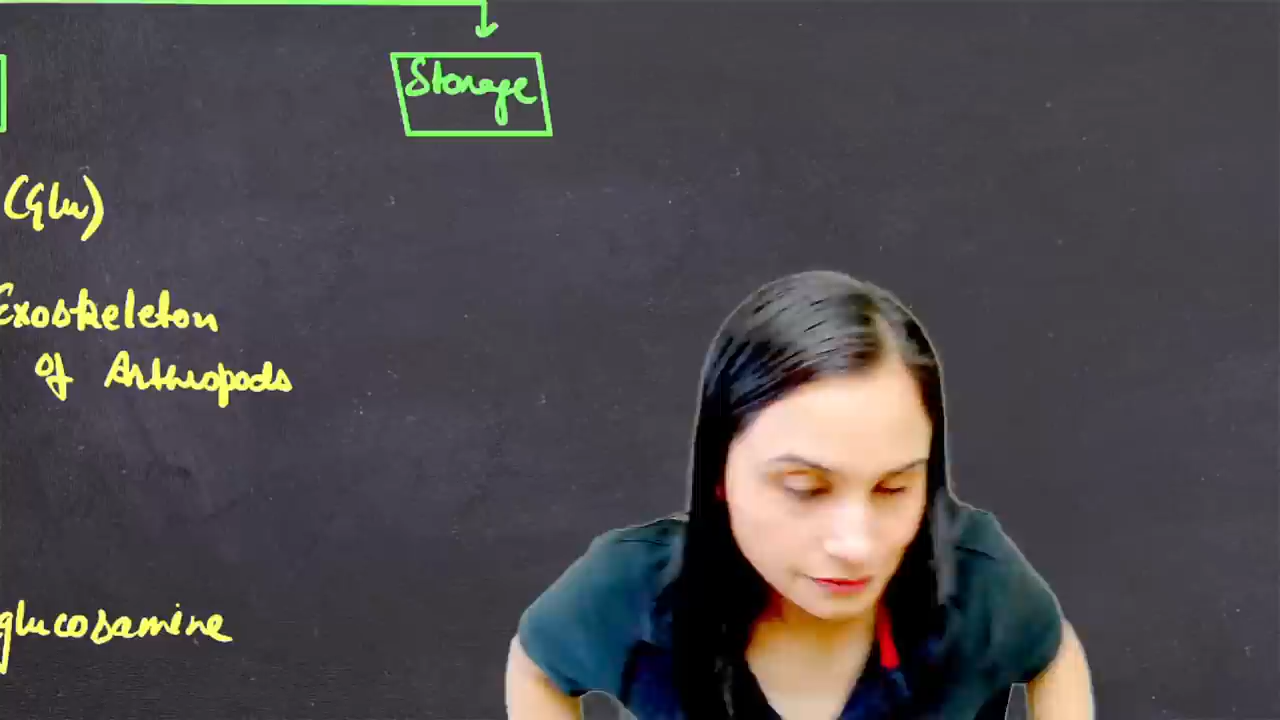 Storage
(Glu)
Exoskeleton
of Arthropods
glucosamine